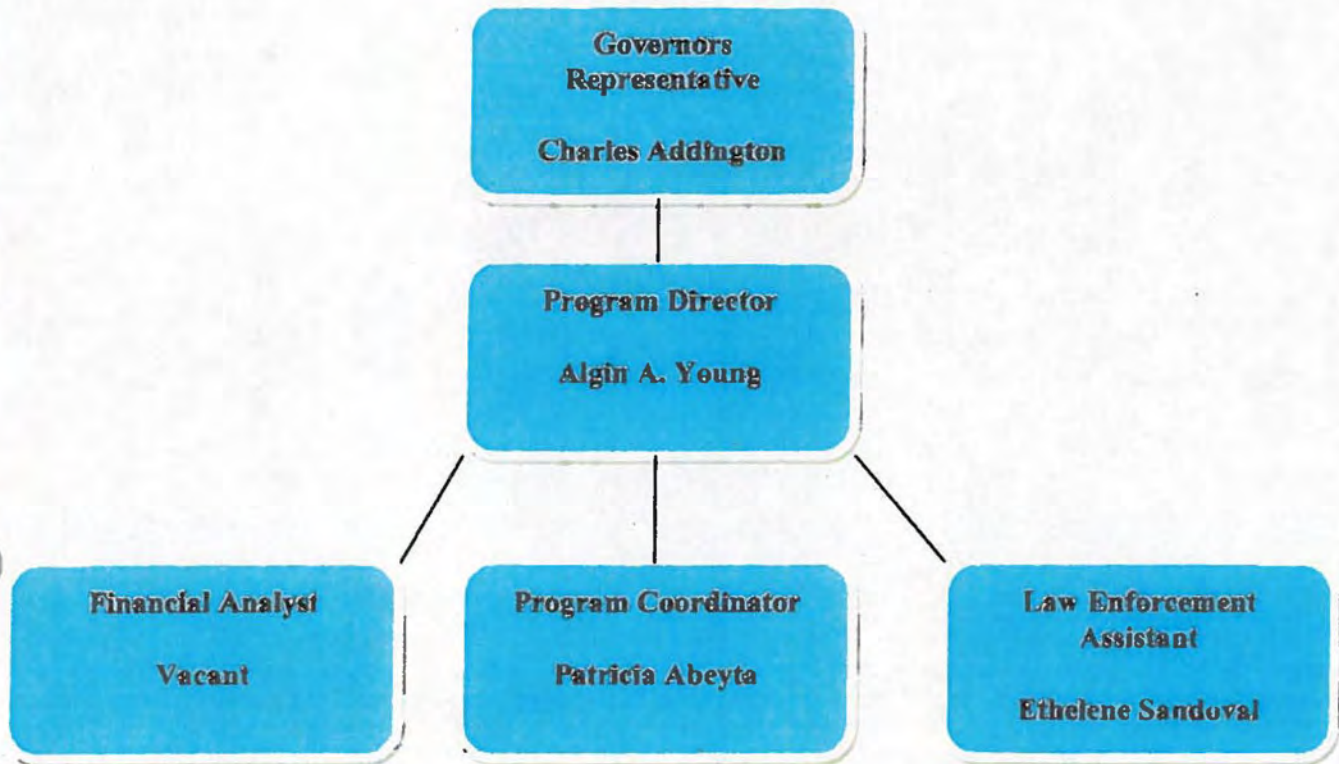 Governors
Representative
Charles Addington
Program Director
Algin A. Young
Financial Analyst
Vacant
Program Coordinator
Patricia Abeyta
Law Enforcement
Assistant
Ethelene Sandoval